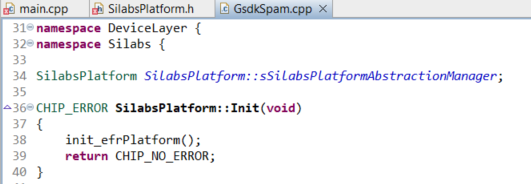 main.cpp SilabsPlatform.h GsdkSpam.cpp
31 namespace DeviceLayer {
32 namespace Silabs {
33
34 SilabsPlatform SilabsPlatform::sSilabsPlatformAbstractionManager;
35
36 CHIP_ERROR SilabsPlatform::Init(void)
37 {
38     init_efrPlatform();
39     return CHIP_NO_ERROR;
40 }